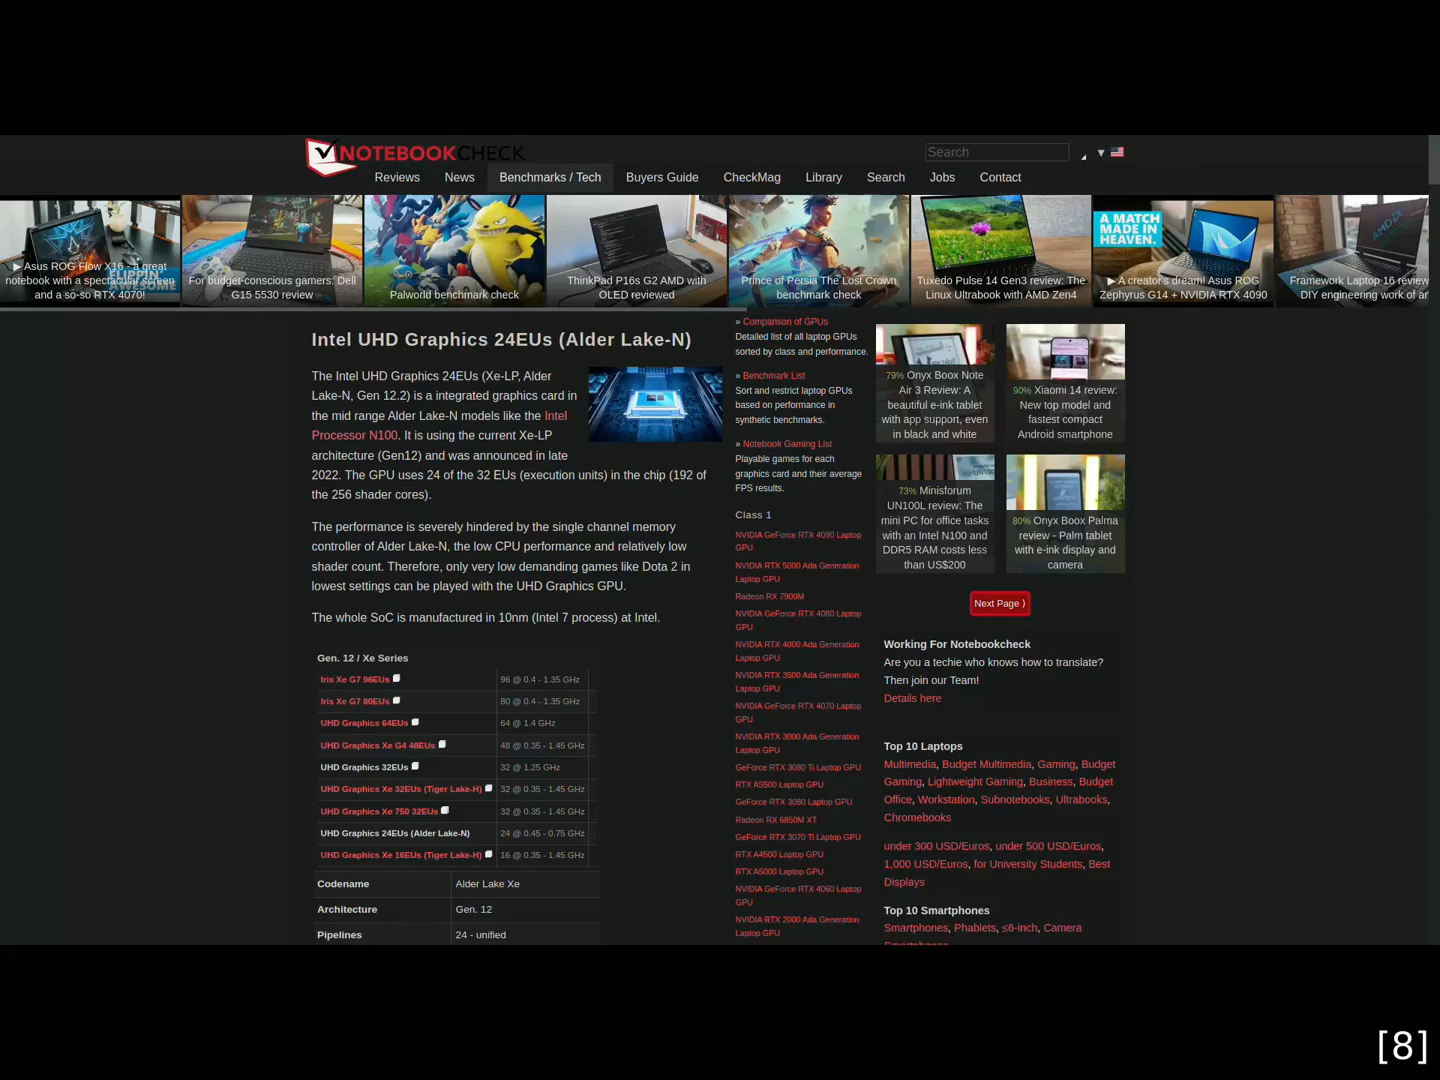 NOTEBOOKCHECK
Search
Reviews
News
Benchmarks / Tech
Buyers Guide
CheckMag
Library
Search
Jobs
Contact
▶ Asus ROG Flow X16 - a great
notebook with a spectacular screen
and a so-so RTX 4070!
For budget-conscious gamers: Dell
G15 5530 review
Palworld benchmark check
ThinkPad P16s G2 AMD with
OLED reviewed
Prince of Persia The Lost Crown
benchmark check
Tuxedo Pulse 14 Gen3 review: The
Linux Ultrabook with AMD Zen4
A MATCH
MADE IN
HEAVEN.
▶ A creator's dream! Asus ROG
Zephyrus G14 + NVIDIA RTX 4090
Framework Laptop 16 review
DIY engineering work of ar
Intel UHD Graphics 24EUs (Alder Lake-N)
The Intel UHD Graphics 24EUs (Xe-LP, Alder
Lake-N, Gen 12.2) is a integrated graphics card in
the mid range Alder Lake-N models like the Intel
Processor N100. It is using the current Xe-LP
architecture (Gen12) and was announced in late
2022. The GPU uses 24 of the 32 EUs (execution units) in the chip (192 of
the 256 shader cores).
The performance is severely hindered by the single channel memory
controller of Alder Lake-N, the low CPU performance and relatively low
shader count. Therefore, only very low demanding games like Dota 2 in
lowest settings can be played with the UHD Graphics GPU.
The whole SoC is manufactured in 10nm (Intel 7 process) at Intel.
Gen. 12 / Xe Series
Iris Xe G7 96EUs 96 @ 0.4 - 1.35 GHz
Iris Xe G7 80EUs 80 @ 0.4 - 1.35 GHz
UHD Graphics 64EUs 64 @ 1.4 GHz
UHD Graphics Xe G4 48EUs 48 @ 0.35 - 1.45 GHz
UHD Graphics 32EUs 32 @ 1.25 GHz
UHD Graphics Xe 32EUs (Tiger Lake-H) 32 @ 0.35 - 1.45 GHz
UHD Graphics Xe 750 32EUs 32 @ 0.35 - 1.45 GHz
UHD Graphics 24EUs (Alder Lake-N) 24 @ 0.45 - 0.75 GHz
UHD Graphics Xe 16EUs (Tiger Lake-H) 16 @ 0.35 - 1.45 GHz
Codename Alder Lake Xe
Architecture Gen. 12
Pipelines 24 - unified
» Comparison of GPUs
Detailed list of all laptop GPUs
sorted by class and performance.
» Benchmark List
Sort and restrict laptop GPUs
based on performance in
synthetic benchmarks.
» Notebook Gaming List
Playable games for each
graphics card and their average
FPS results.
Class 1
NVIDIA GeForce RTX 4090 Laptop
GPU
NVIDIA RTX 5000 Ada Generation
Laptop GPU
Radeon RX 7900M
NVIDIA GeForce RTX 4080 Laptop
GPU
NVIDIA RTX 4000 Ada Generation
Laptop GPU
NVIDIA RTX 3500 Ada Generation
Laptop GPU
NVIDIA GeForce RTX 4070 Laptop
GPU
NVIDIA RTX 3000 Ada Generation
Laptop GPU
GeForce RTX 3080 Ti Laptop GPU
RTX A5500 Laptop GPU
GeForce RTX 3080 Laptop GPU
Radeon RX 6850M XT
GeForce RTX 3070 Ti Laptop GPU
RTX A4500 Laptop GPU
RTX A5000 Laptop GPU
NVIDIA GeForce RTX 4060 Laptop
GPU
NVIDIA RTX 2000 Ada Generation
Laptop GPU
79% Onyx Boox Note
Air 3 Review: A
beautiful e-ink tablet
with app support, even
in black and white
90% Xiaomi 14 review:
New top model and
fastest compact
Android smartphone
73% Minisforum
UN100L review: The
mini PC for office tasks
with an Intel N100 and
DDR5 RAM costs less
than US$200
80% Onyx Boox Palma
review - Palm tablet
with e-ink display and
camera
Next Page ⟩
Working For Notebookcheck
Are you a techie who knows how to translate?
Then join our Team!
Details here
Top 10 Laptops
Multimedia, Budget Multimedia, Gaming, Budget
Gaming, Lightweight Gaming, Business, Budget
Office, Workstation, Subnotebooks, Ultrabooks,
Chromebooks
under 300 USD/Euros, under 500 USD/Euros,
1,000 USD/Euros, for University Students, Best
Displays
Top 10 Smartphones
Smartphones, Phablets, ≤6-inch, Camera
[8]